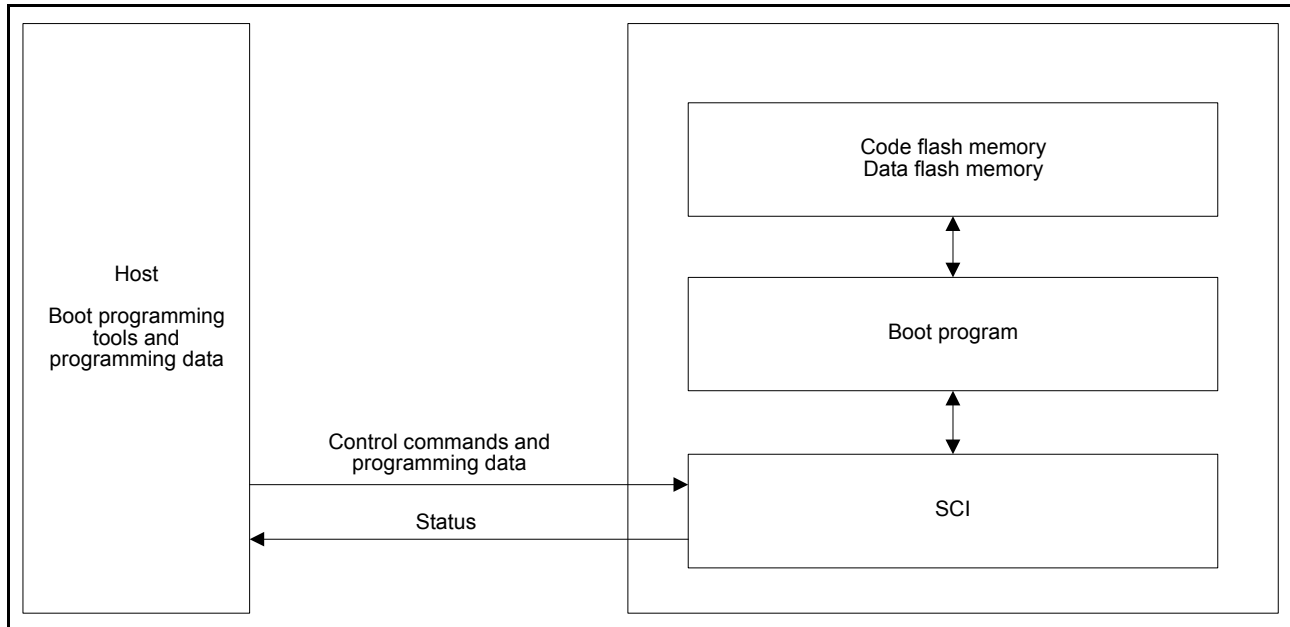 Host
Boot programming
tools and
programming data
Control commands and
programming data
Status
Code flash memory
Data flash memory
Boot program
SCI